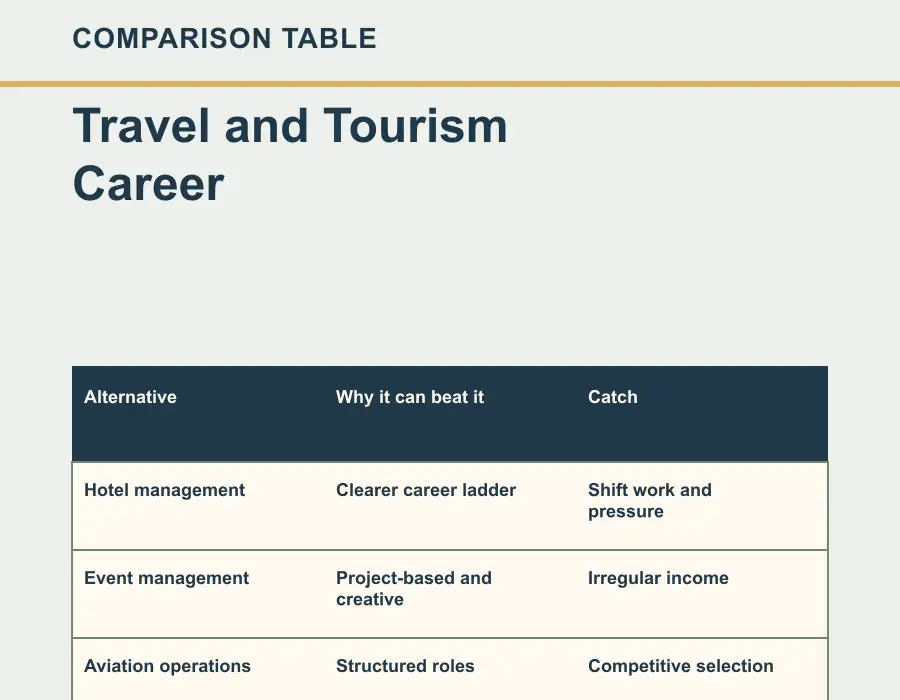 COMPARISON TABLE
Travel and Tourism
Career
Alternative Why it can beat it Catch
Hotel management Clearer career ladder Shift work and
pressure
Event management Project-based and Irregular income
creative
Aviation operations Structured roles Competitive selection